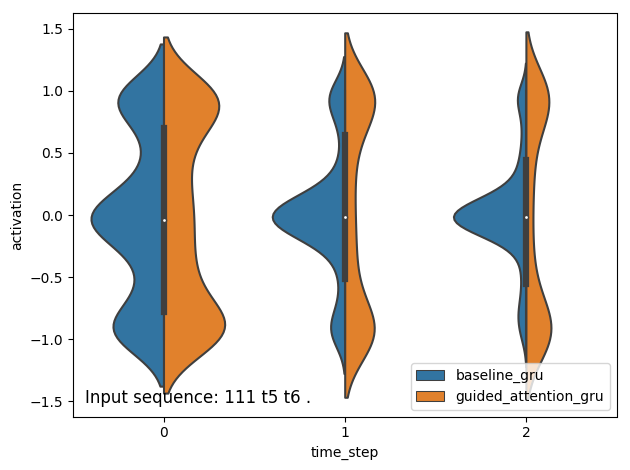 1.5
1.0
0.5
0.0
−0.5
−1.0
−1.5
activation
Input sequence: 111 t5 t6 .
baseline_gru
guided_attention_gru
0
1
2
time_step